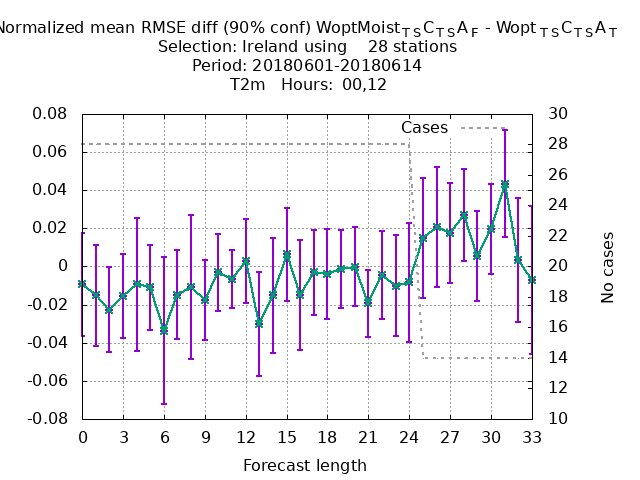 Normalized mean RMSE diff (90% conf) WoptMoist_TSC_TSA_F - Wopt_TSC_TSA_T
Selection: Ireland using 28 stations
Period: 20180601-20180614
T2m Hours: 00,12
0.08
0.06
0.04
0.02
0
-0.02
-0.04
-0.06
-0.08
Cases
30
28
26
24
22
20
18
16
14
12
10
No cases
0 3 6 9 12 15 18 21 24 27 30 33
Forecast length